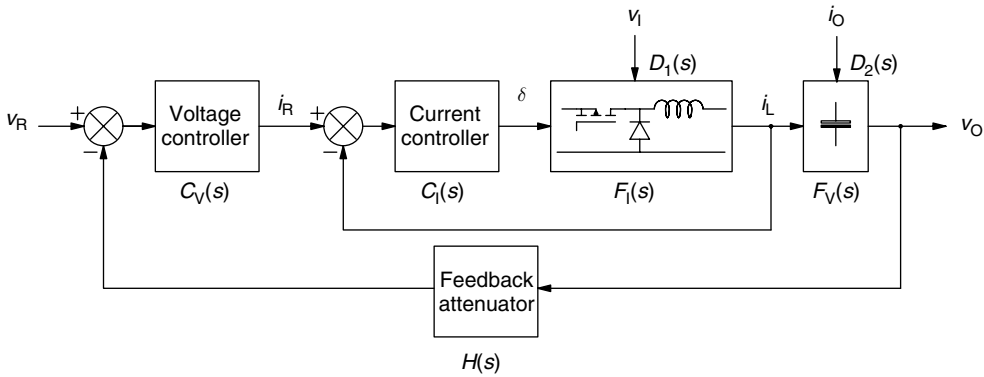 v_I
i_O
D_1(s)
D_2(s)
v_R
+
−
Voltage
controller
C_V(s)
i_R
+
−
Current
controller
C_I(s)
δ
F_I(s)
i_L
F_V(s)
v_O
Feedback
attenuator
H(s)